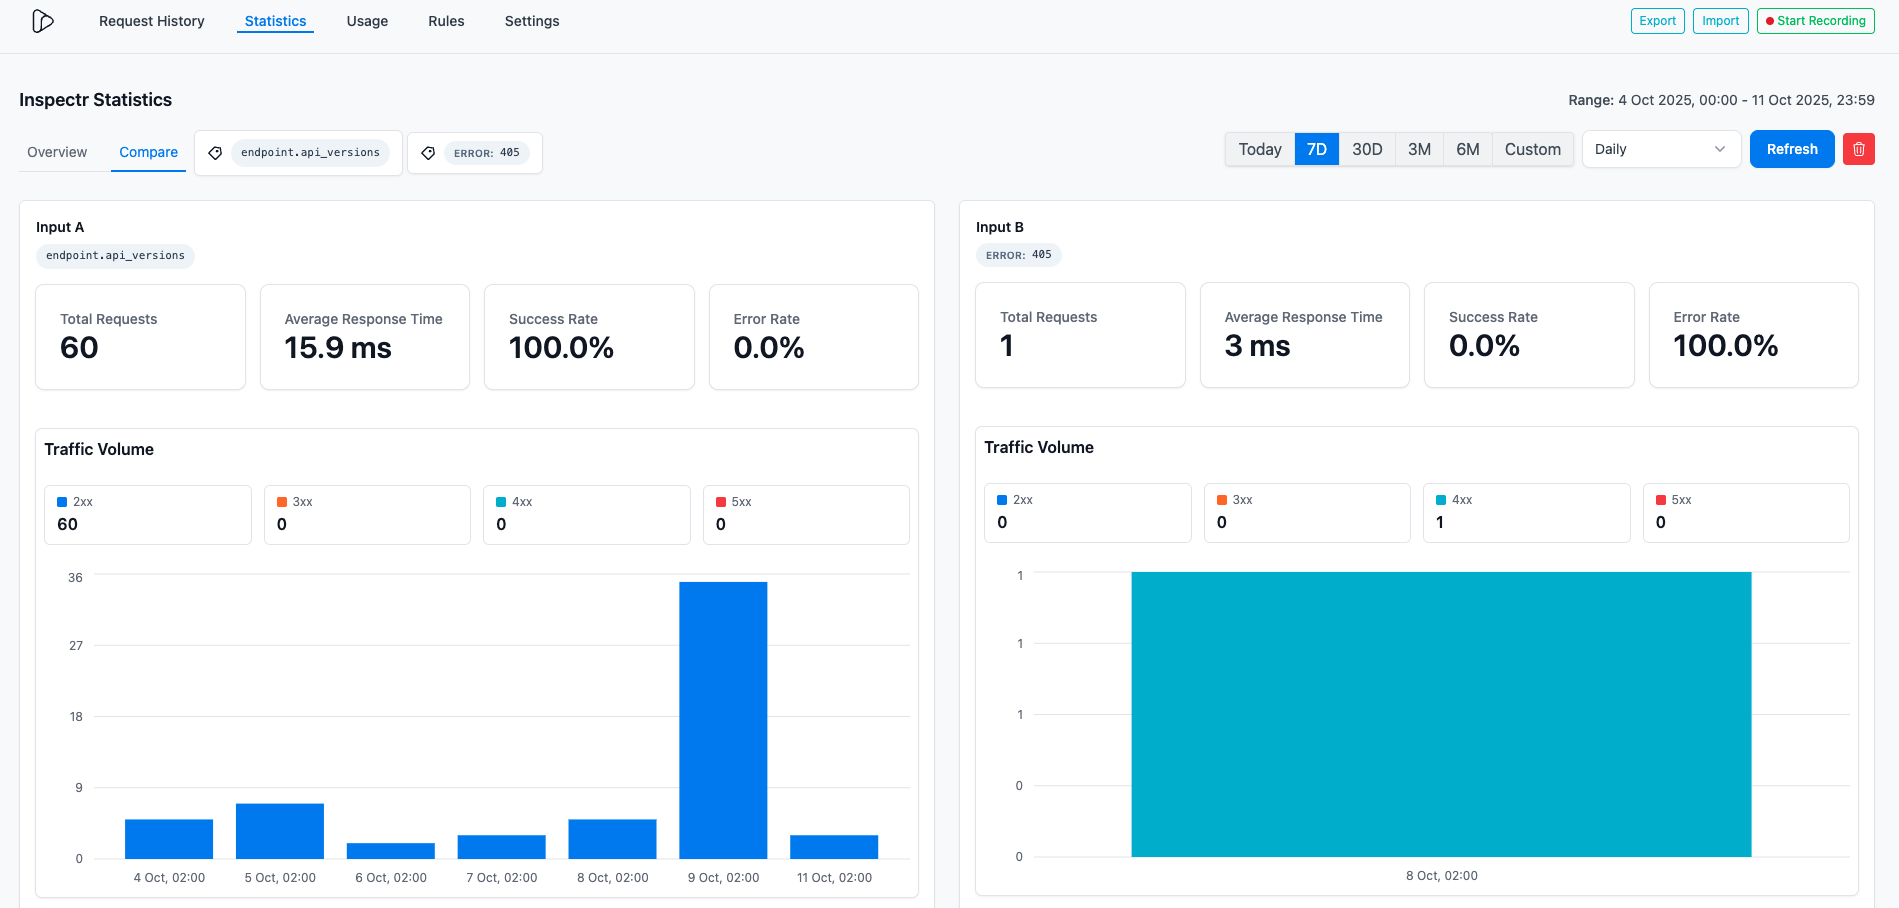 Request History Statistics Usage Rules Settings Export Import Start Recording
Inspectr Statistics
Range: 4 Oct 2025, 00:00 - 11 Oct 2025, 23:59
Overview Compare endpoint.api_versions ERROR: 405 Today 7D 30D 3M 6M Custom Daily Refresh
Input A
endpoint.api_versions
Total Requests Average Response Time Success Rate Error Rate
60 15.9 ms 100.0% 0.0%
Traffic Volume
2xx 3xx 4xx 5xx
60 0 0 0
36
27
18
9
0
4 Oct, 02:00 5 Oct, 02:00 6 Oct, 02:00 7 Oct, 02:00 8 Oct, 02:00 9 Oct, 02:00 11 Oct, 02:00
Input B
ERROR: 405
Total Requests Average Response Time Success Rate Error Rate
1 3 ms 0.0% 100.0%
Traffic Volume
2xx 3xx 4xx 5xx
0 0 1 0
1
1
1
0
0
8 Oct, 02:00